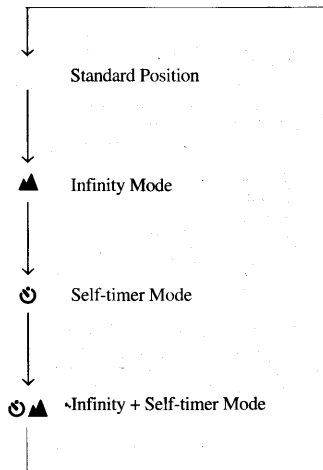 Standard Position
Infinity Mode
Self-timer Mode
Infinity + Self-timer Mode